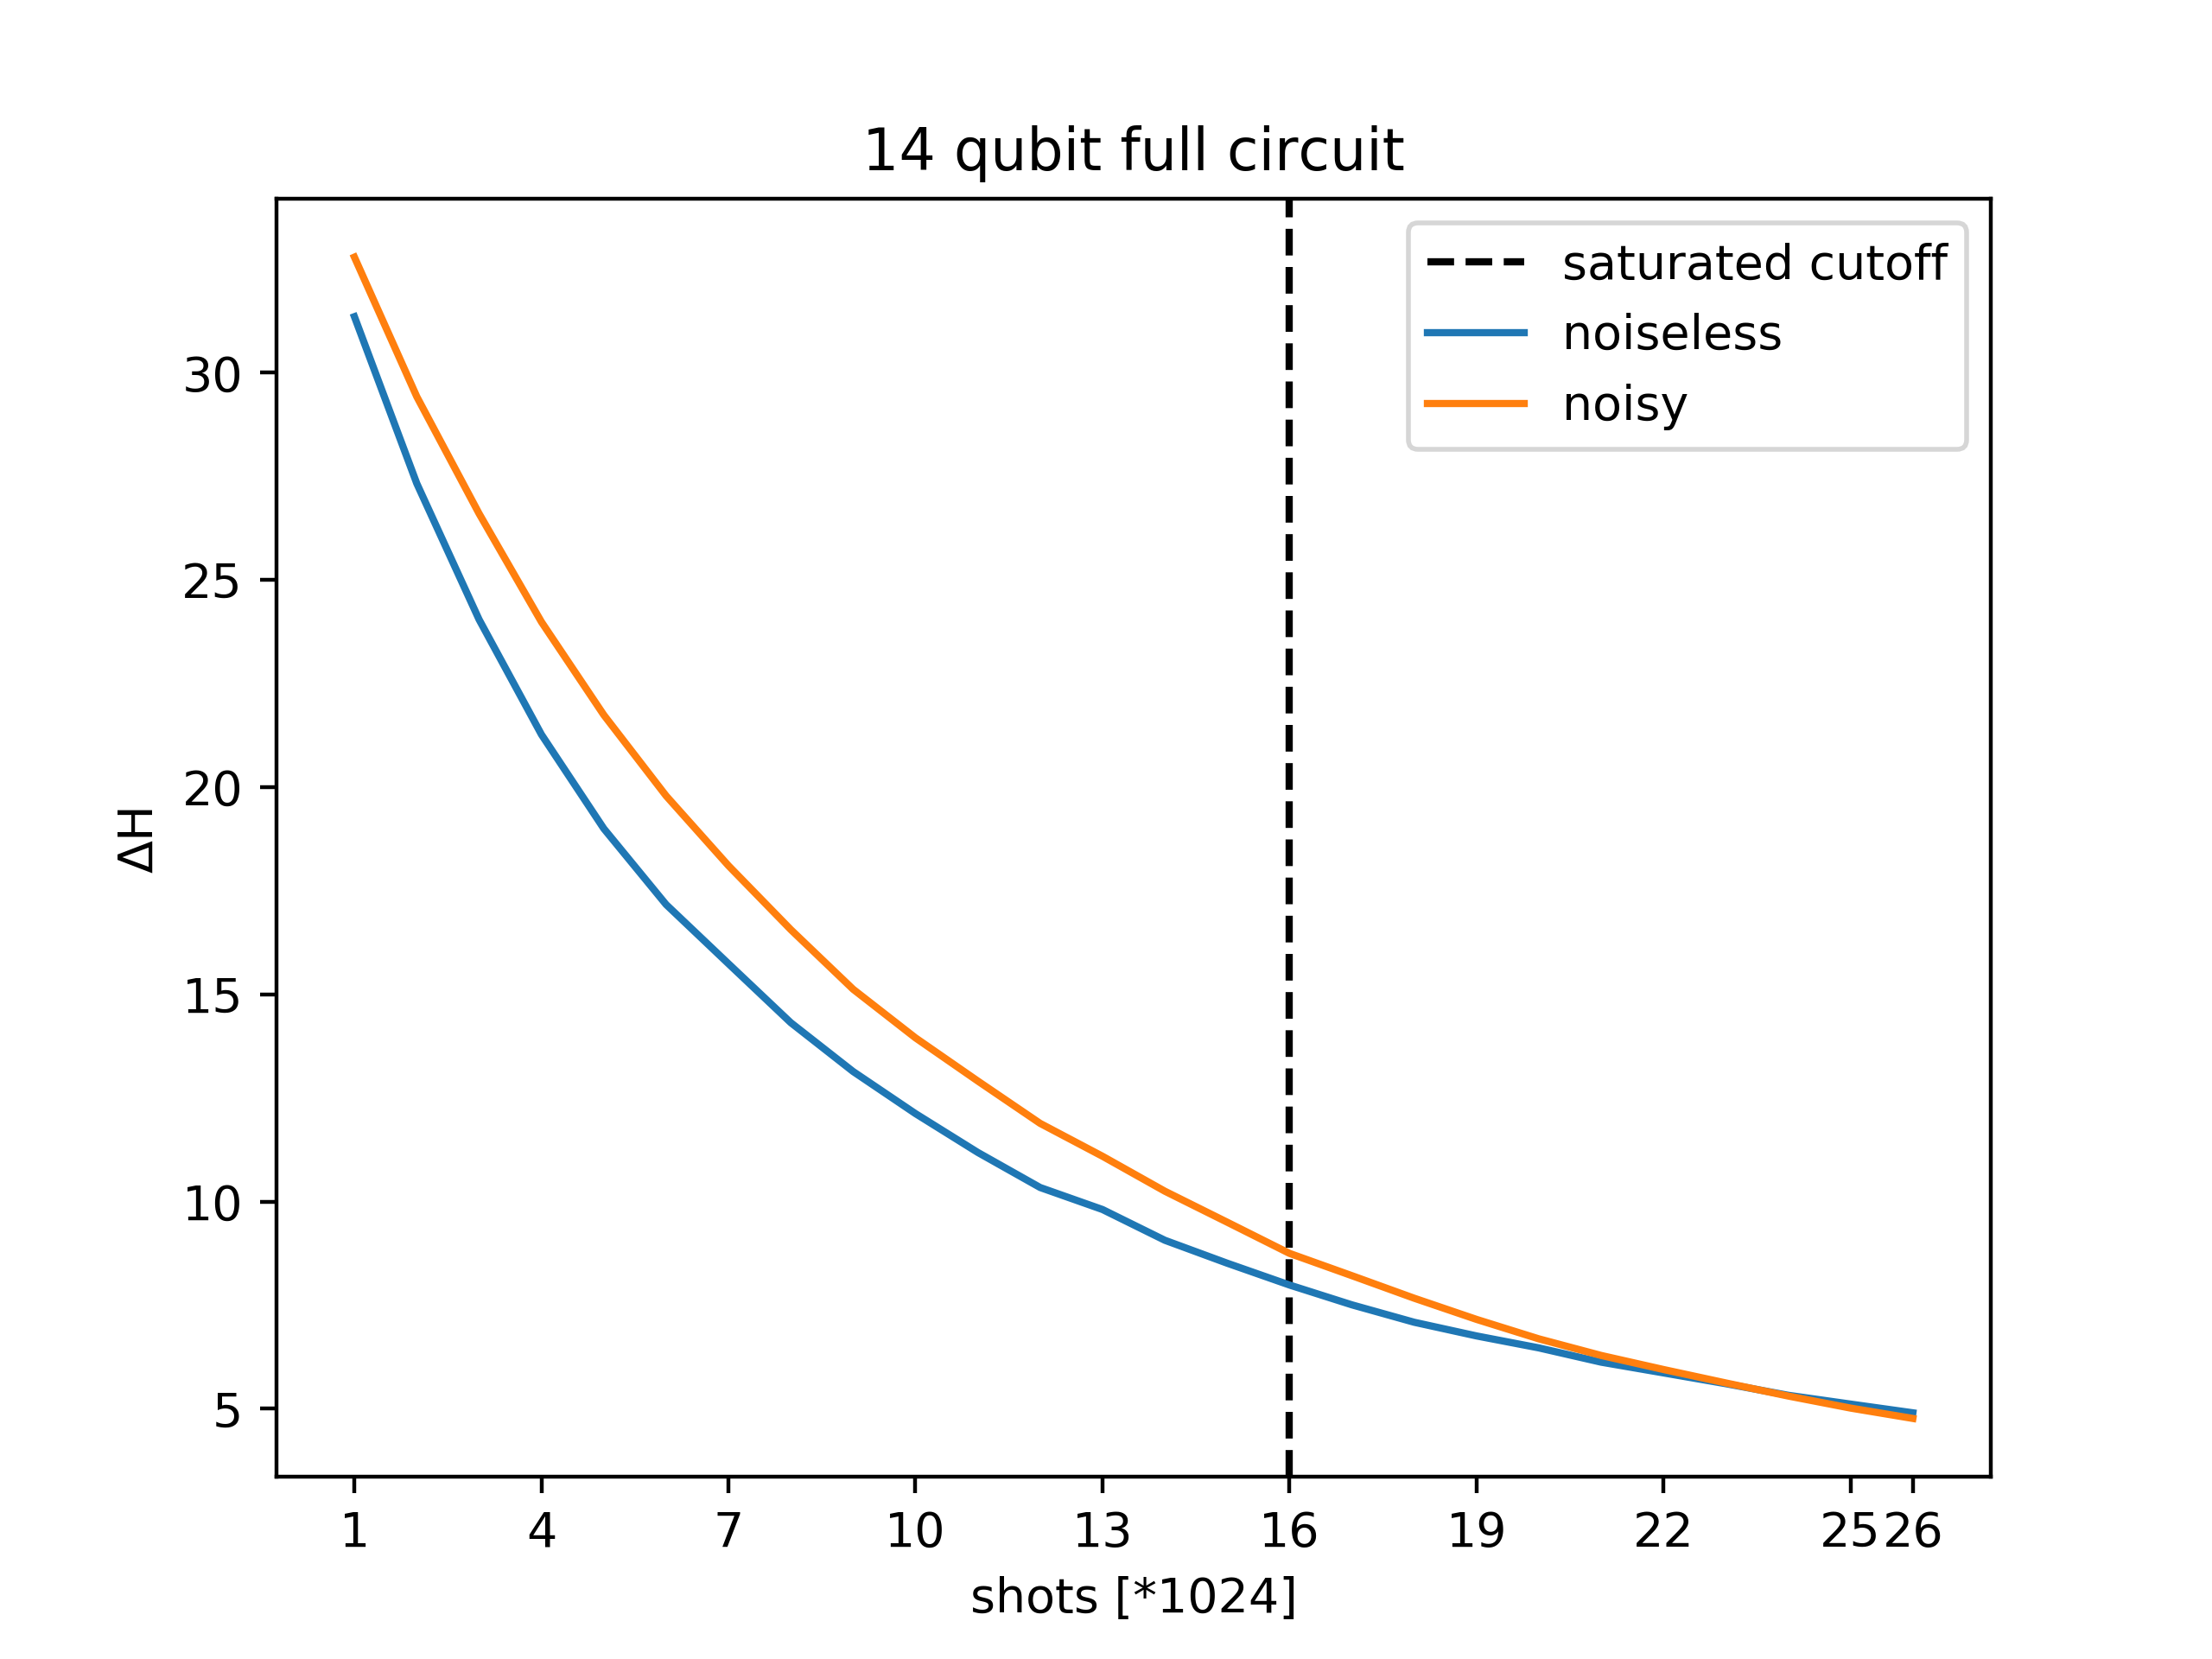 14 qubit full circuit
saturated cutoff
noiseless
noisy
30
25
20
15
10
5
ΔH
1 4 7 10 13 16 19 22 25 26
shots [*1024]